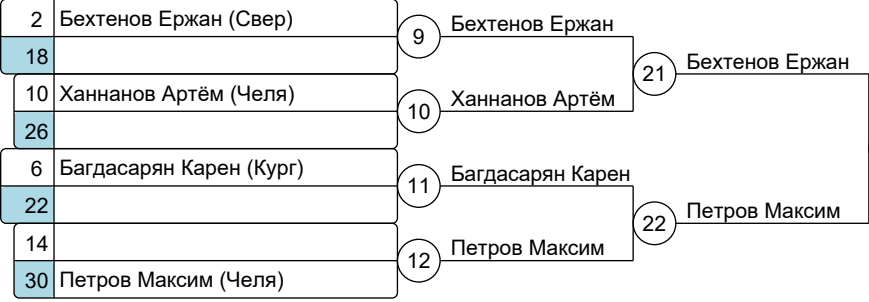 2 Бехтенов Ержан (Свер)
9 Бехтенов Ержан
18
21 Бехтенов Ержан
10 Ханнанов Артём (Челя)
10 Ханнанов Артём
26
6 Багдасарян Карен (Кург)
11 Багдасарян Карен
22
22 Петров Максим
14
12 Петров Максим
30 Петров Максим (Челя)